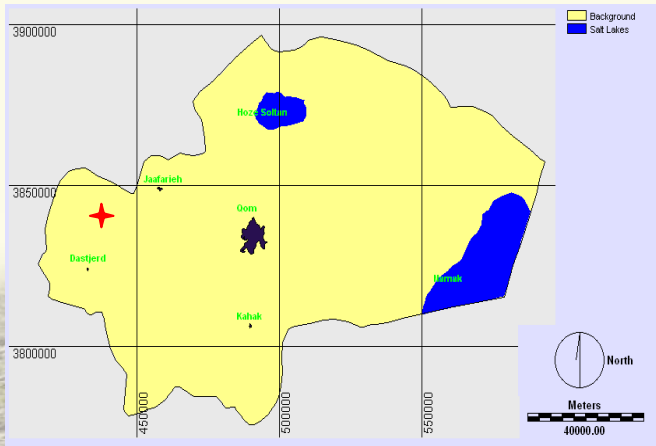 3900000
Background
Salt Lakes
Hoze Soltan
3850000
Jaafarieh
Qom
Dastjerd
Kahak
3800000
450000
500000
550000
North
Meters
40000.00